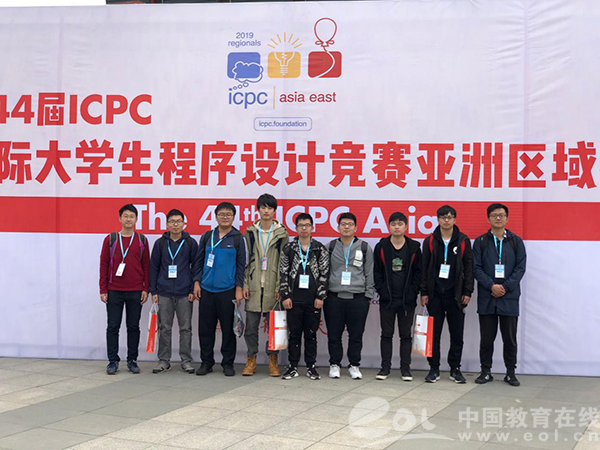 2019
regionals
icpc asia east
icpc.foundation
44届ICPC
际大学生程序设计竞赛亚洲区域
The 44th ICPC Asia
eol 中国教育在线
www.eol.cn